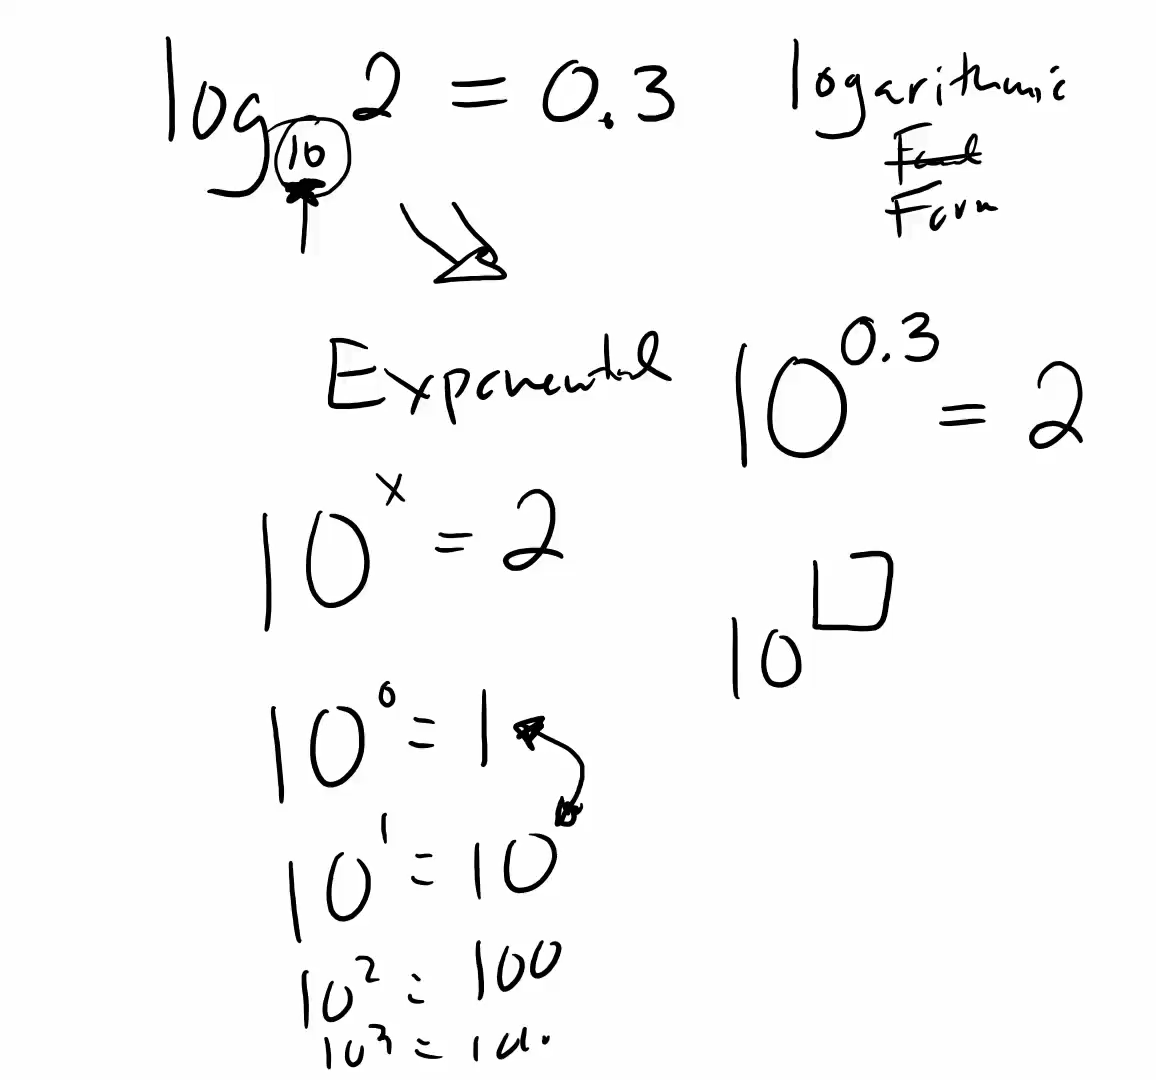 log₁₀ 2 = 0.3
logarithmic
Form
Exponential
10^0.3 = 2
10^x = 2
10^□
10^0 = 1
10^1 = 10
10^2 = 100
10^3 =